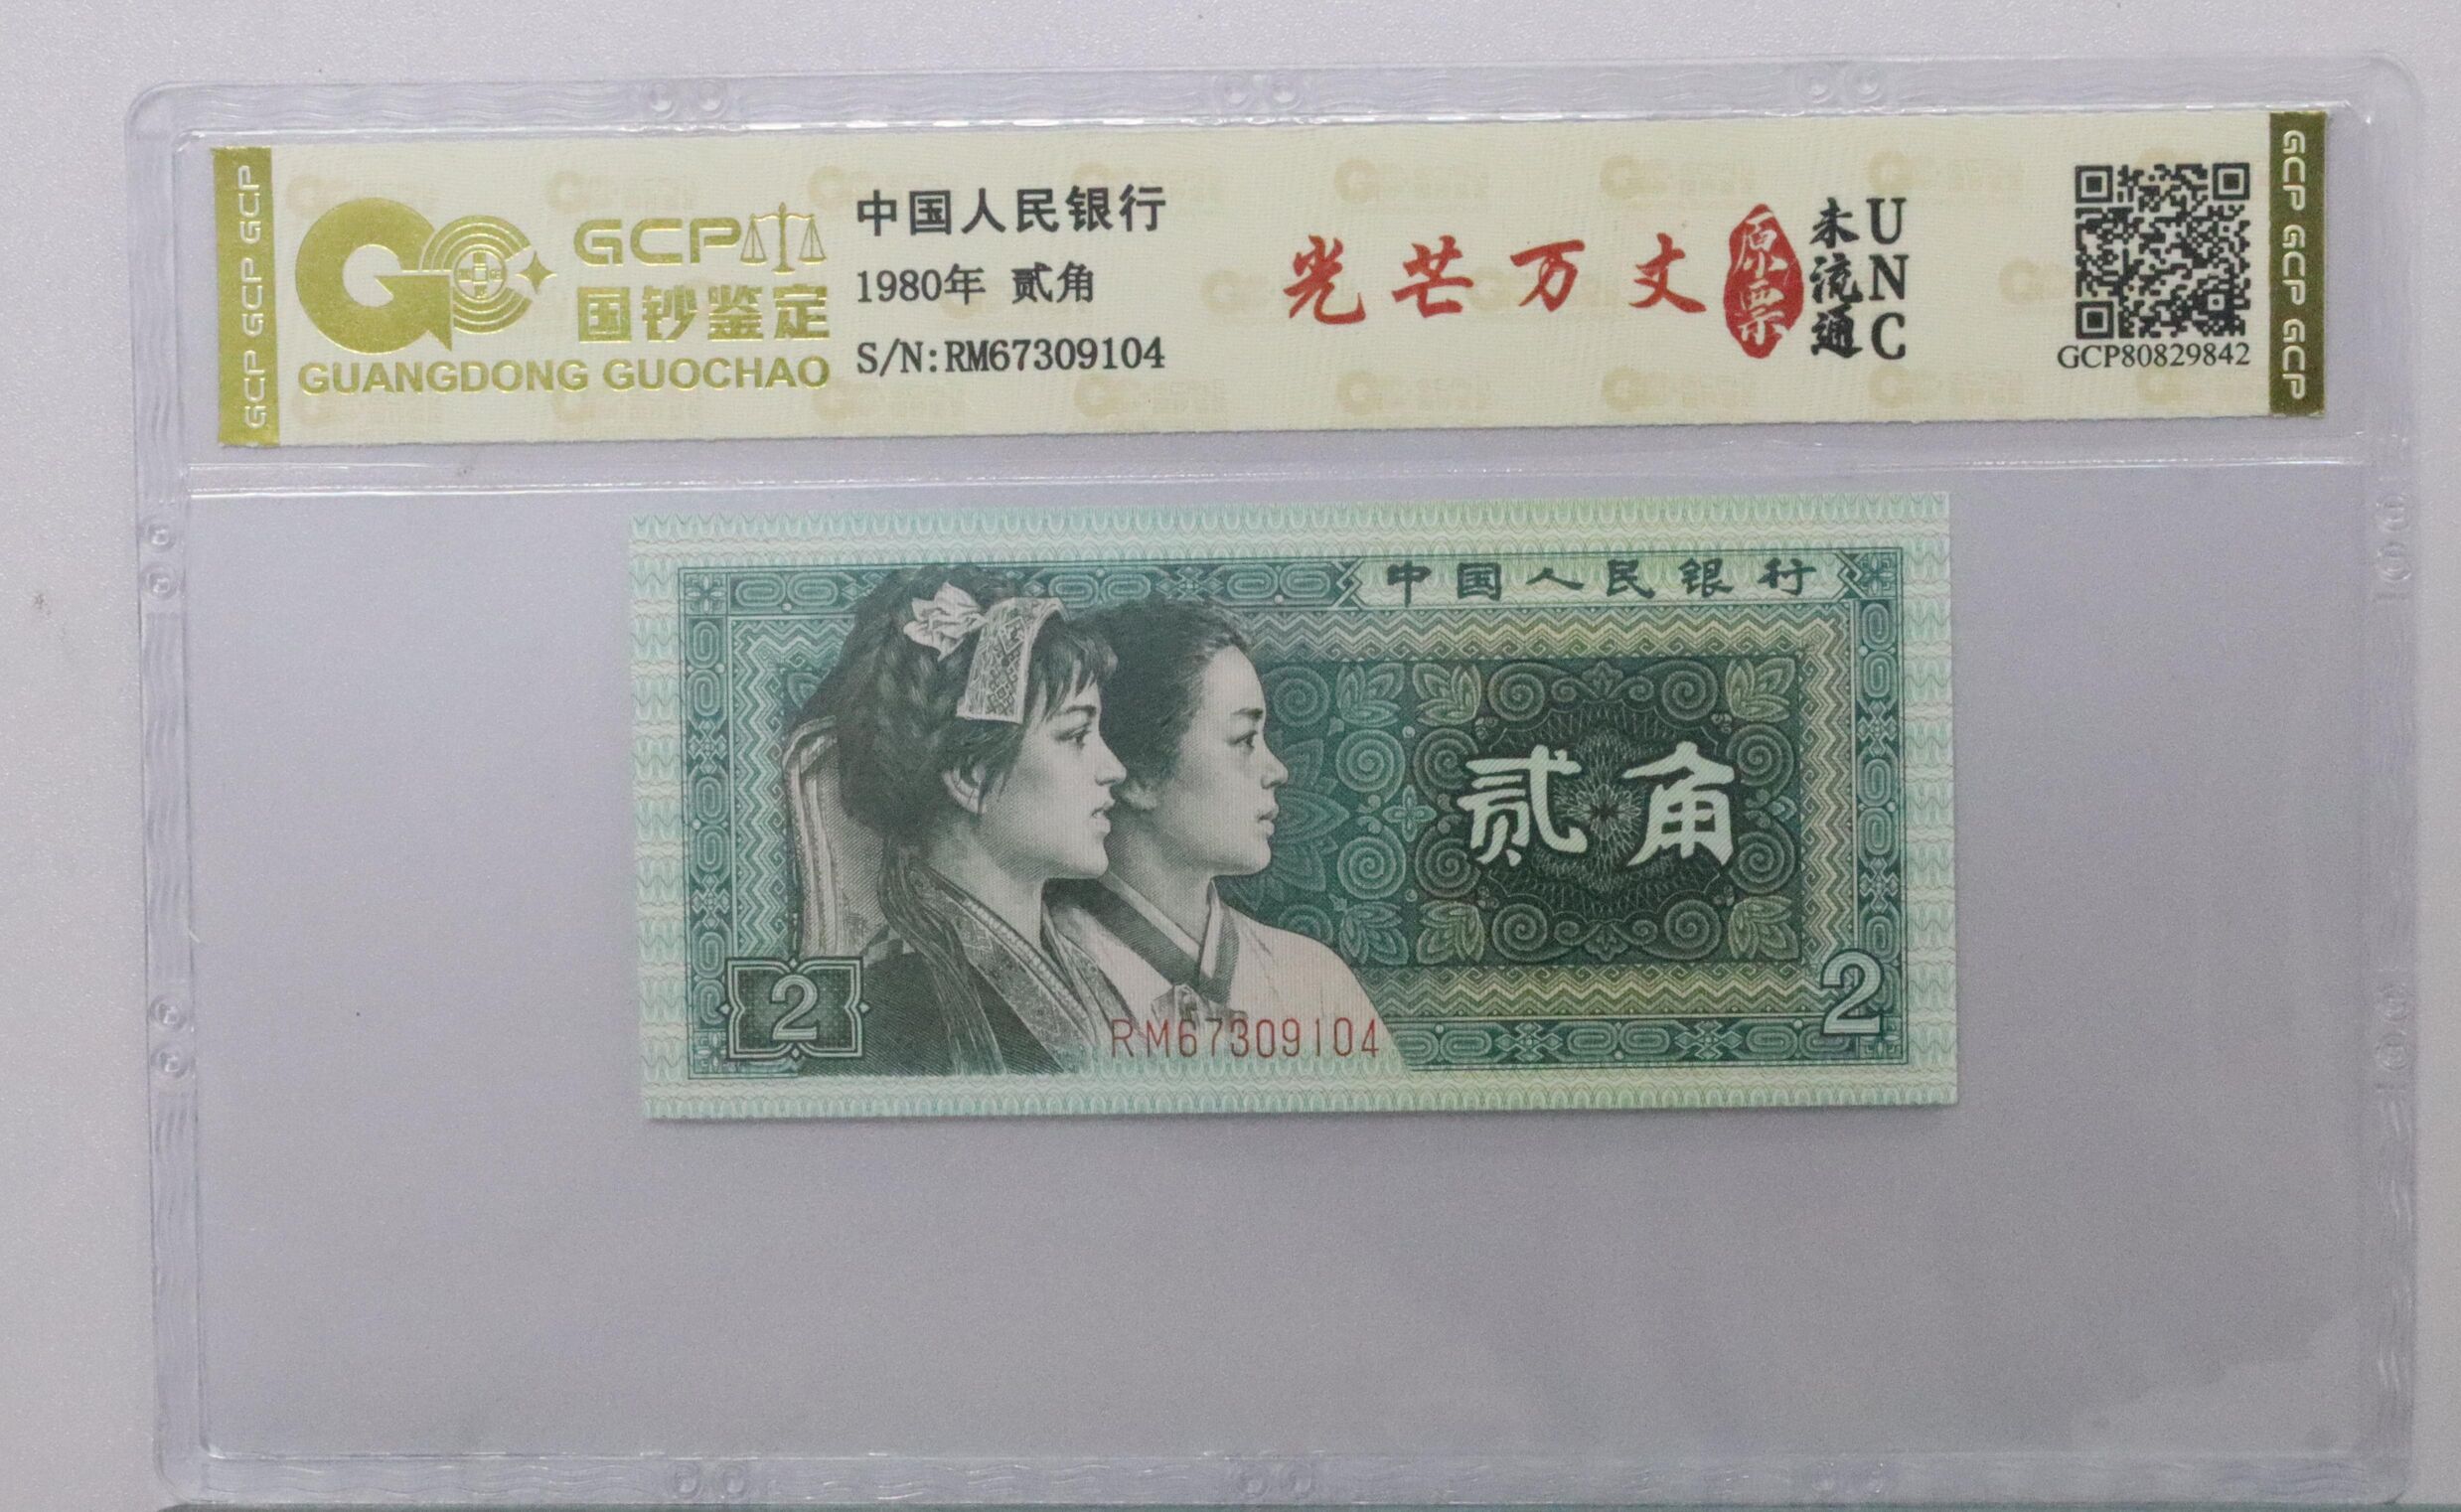 GCP GCP GCP
GCP
国钞鉴定
GUANGDONG GUOCHAO
中国人民银行
1980年 贰角
S/N:RM67309104
光芒万丈
原票
未流通
UNC
GCP80829842
GCP GCP GCP
中国人民银行
贰角
2
2
RM67309104